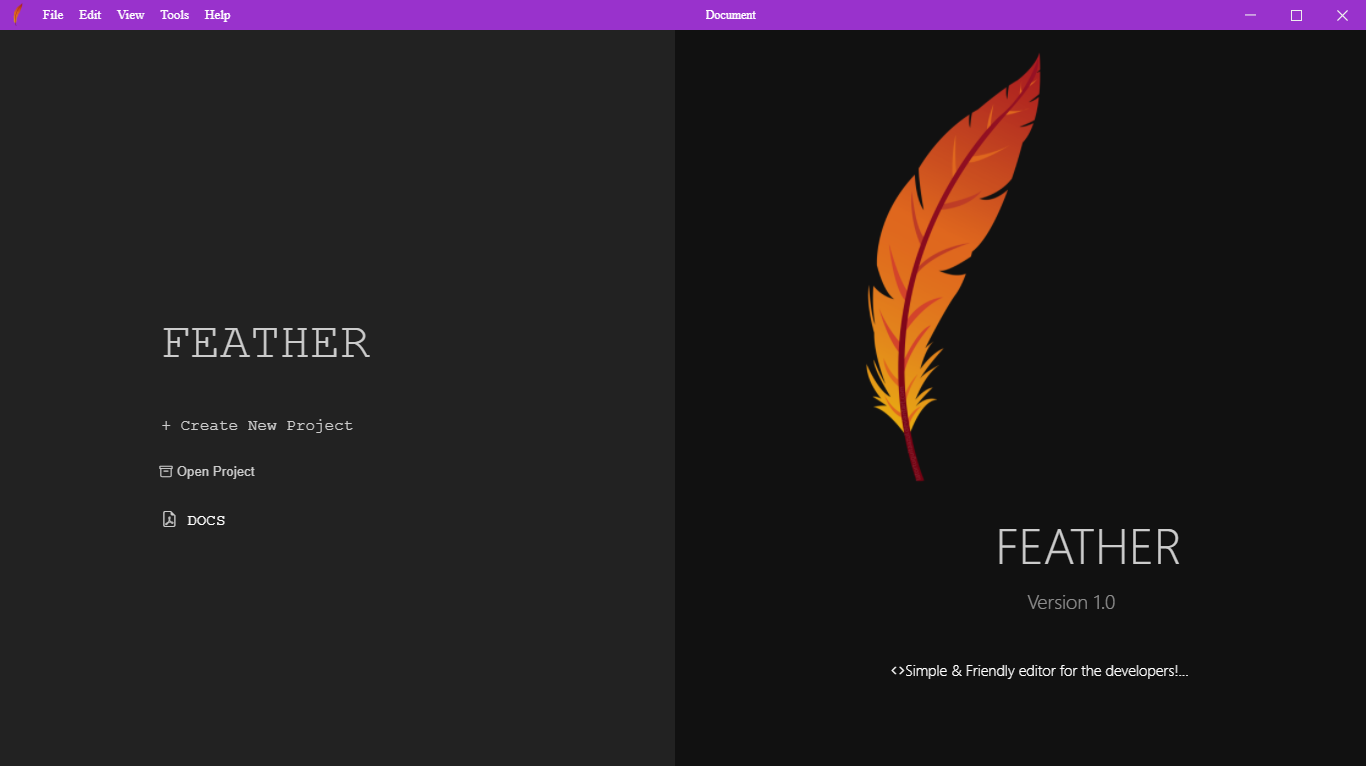 File Edit View Tools Help Document
FEATHER
+ Create New Project
Open Project
DOCS
FEATHER
Version 1.0
<>Simple & Friendly editor for the developers!...